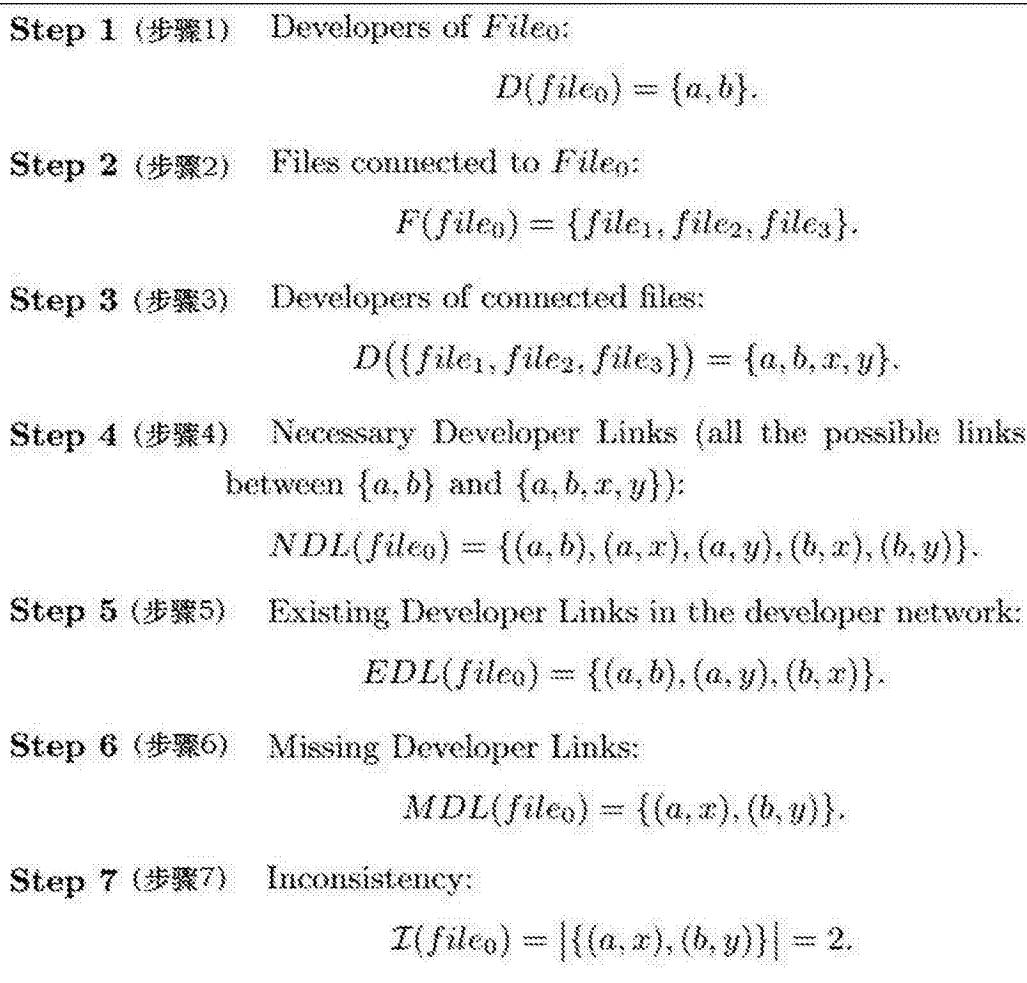 Step 1 (步骤1) Developers of File₀:
D(file₀) = {a, b}.
Step 2 (步骤2) Files connected to File₀:
F(file₀) = {file₁, file₂, file₃}.
Step 3 (步骤3) Developers of connected files:
D({file₁, file₂, file₃}) = {a, b, x, y}.
Step 4 (步骤4) Necessary Developer Links (all the possible links
between {a, b} and {a, b, x, y}):
NDL(file₀) = {(a, b), (a, x), (a, y), (b, x), (b, y)}.
Step 5 (步骤5) Existing Developer Links in the developer network:
EDL(file₀) = {(a, b), (a, y), (b, x)}.
Step 6 (步骤6) Missing Developer Links:
MDL(file₀) = {(a, x), (b, y)}.
Step 7 (步骤7) Inconsistency:
𝓘(file₀) = |{(a, x), (b, y)}| = 2.